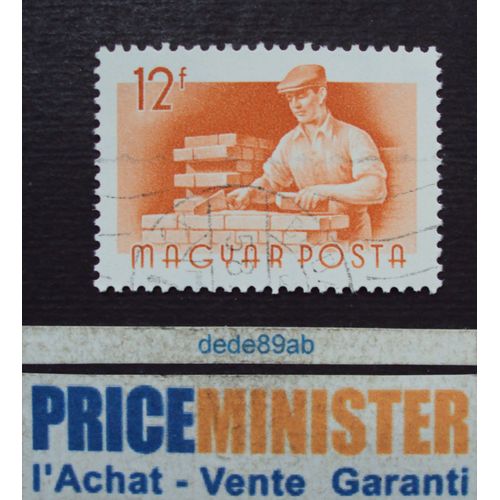 12f
MAGYAR POSTA
dede89ab
PRICEMINISTER
l'Achat - Vente Garanti